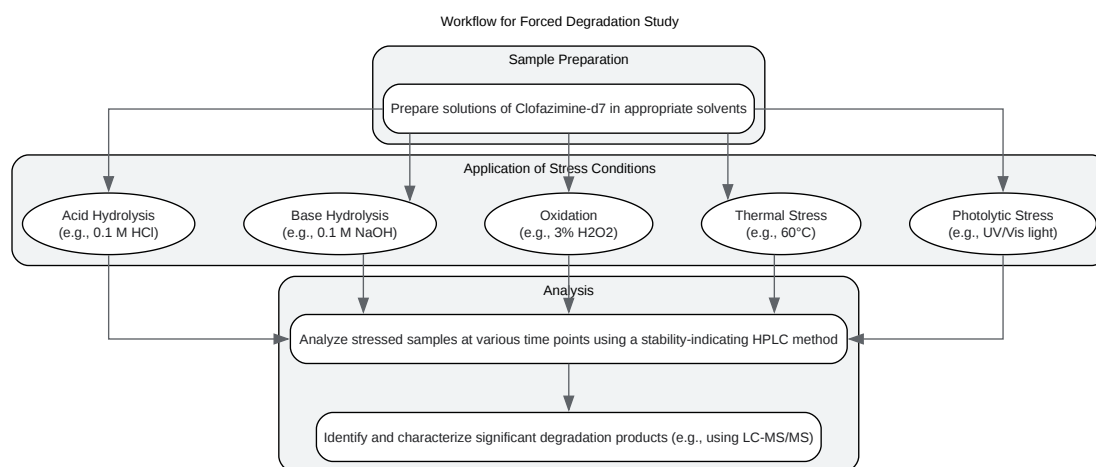 Workflow for Forced Degradation Study
Sample Preparation
Prepare solutions of Clofazimine-d7 in appropriate solvents
Application of Stress Conditions
Acid Hydrolysis
(e.g., 0.1 M HCl)
Base Hydrolysis
(e.g., 0.1 M NaOH)
Oxidation
(e.g., 3% H2O2)
Thermal Stress
(e.g., 60°C)
Photolytic Stress
(e.g., UV/Vis light)
Analysis
Analyze stressed samples at various time points using a stability-indicating HPLC method
Identify and characterize significant degradation products (e.g., using LC-MS/MS)